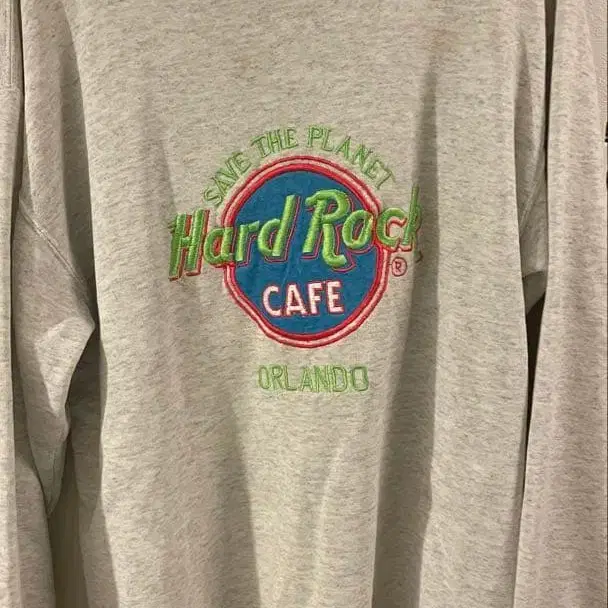 SAVE THE PLANET
Hard Rock
®
CAFE
ORLANDO